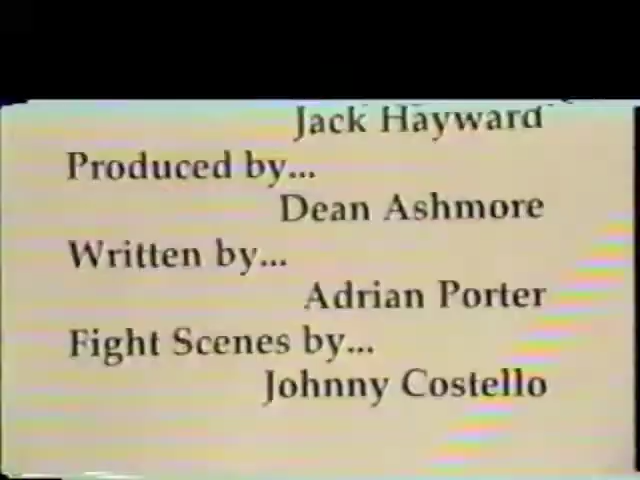 Jack Hayward
Produced by...
Dean Ashmore
Written by...
Adrian Porter
Fight Scenes by...
Johnny Costello